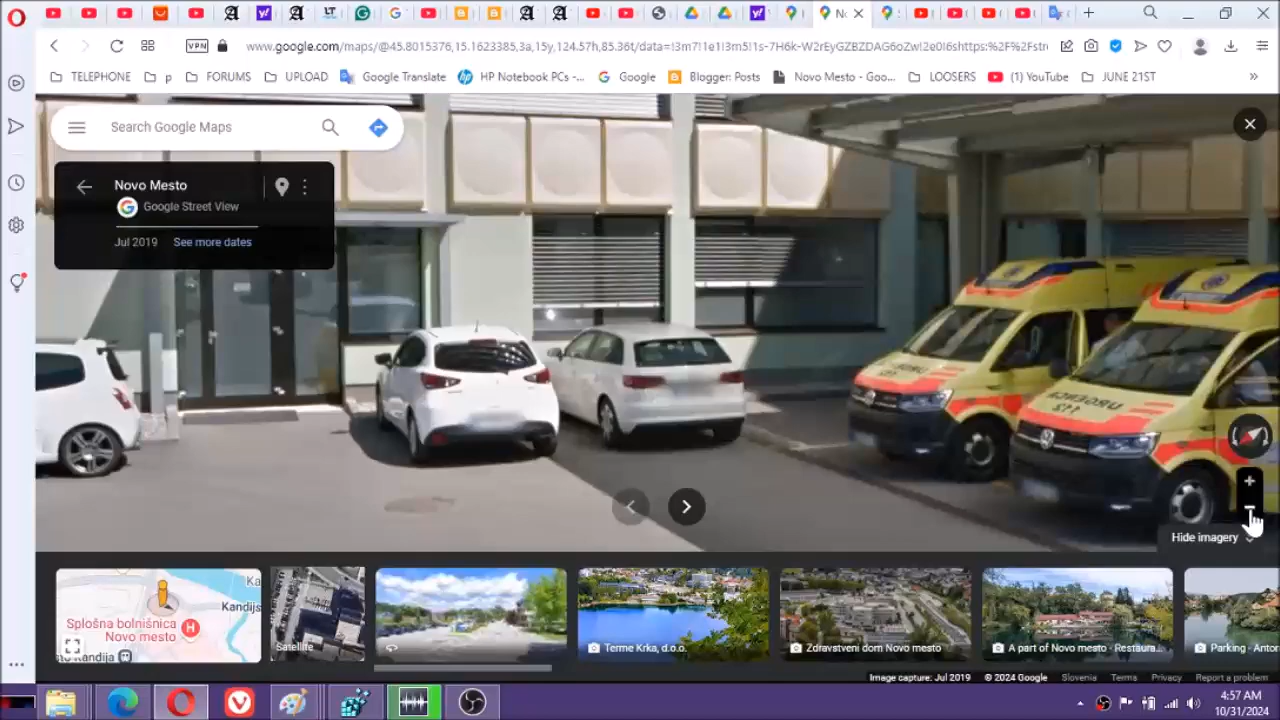 VPN
www.google.com/maps/@45.8015376,15.1623385,3a,15y,124.57h,85.36t/data=!3m7!1e1!3m5!1s-7H6k-W2rEyGZBZDAG6oZw!2e0!6shttps:%2F%2Fstre
TELEPHONE
p
FORUMS
UPLOAD
Google Translate
HP Notebook PCs -...
Google
Blogger: Posts
Novo Mesto - Goo...
LOOSERS
(1) YouTube
JUNE 21ST
Search Google Maps
Novo Mesto
Google Street View
Jul 2019 See more dates
URGENCA
112
Hide imagery
Kandijs
Splošna bolnišnica
Novo mesto
H
Kandija
Satellite
Terme Krka, d.o.o.
Zdravstveni dom Novo mesto
A part of Novo mesto - Restaura...
Parking - Anton
Image capture: Jul 2019 © 2024 Google Slovenia Terms Privacy Report a problem
4:57 AM
10/31/2024